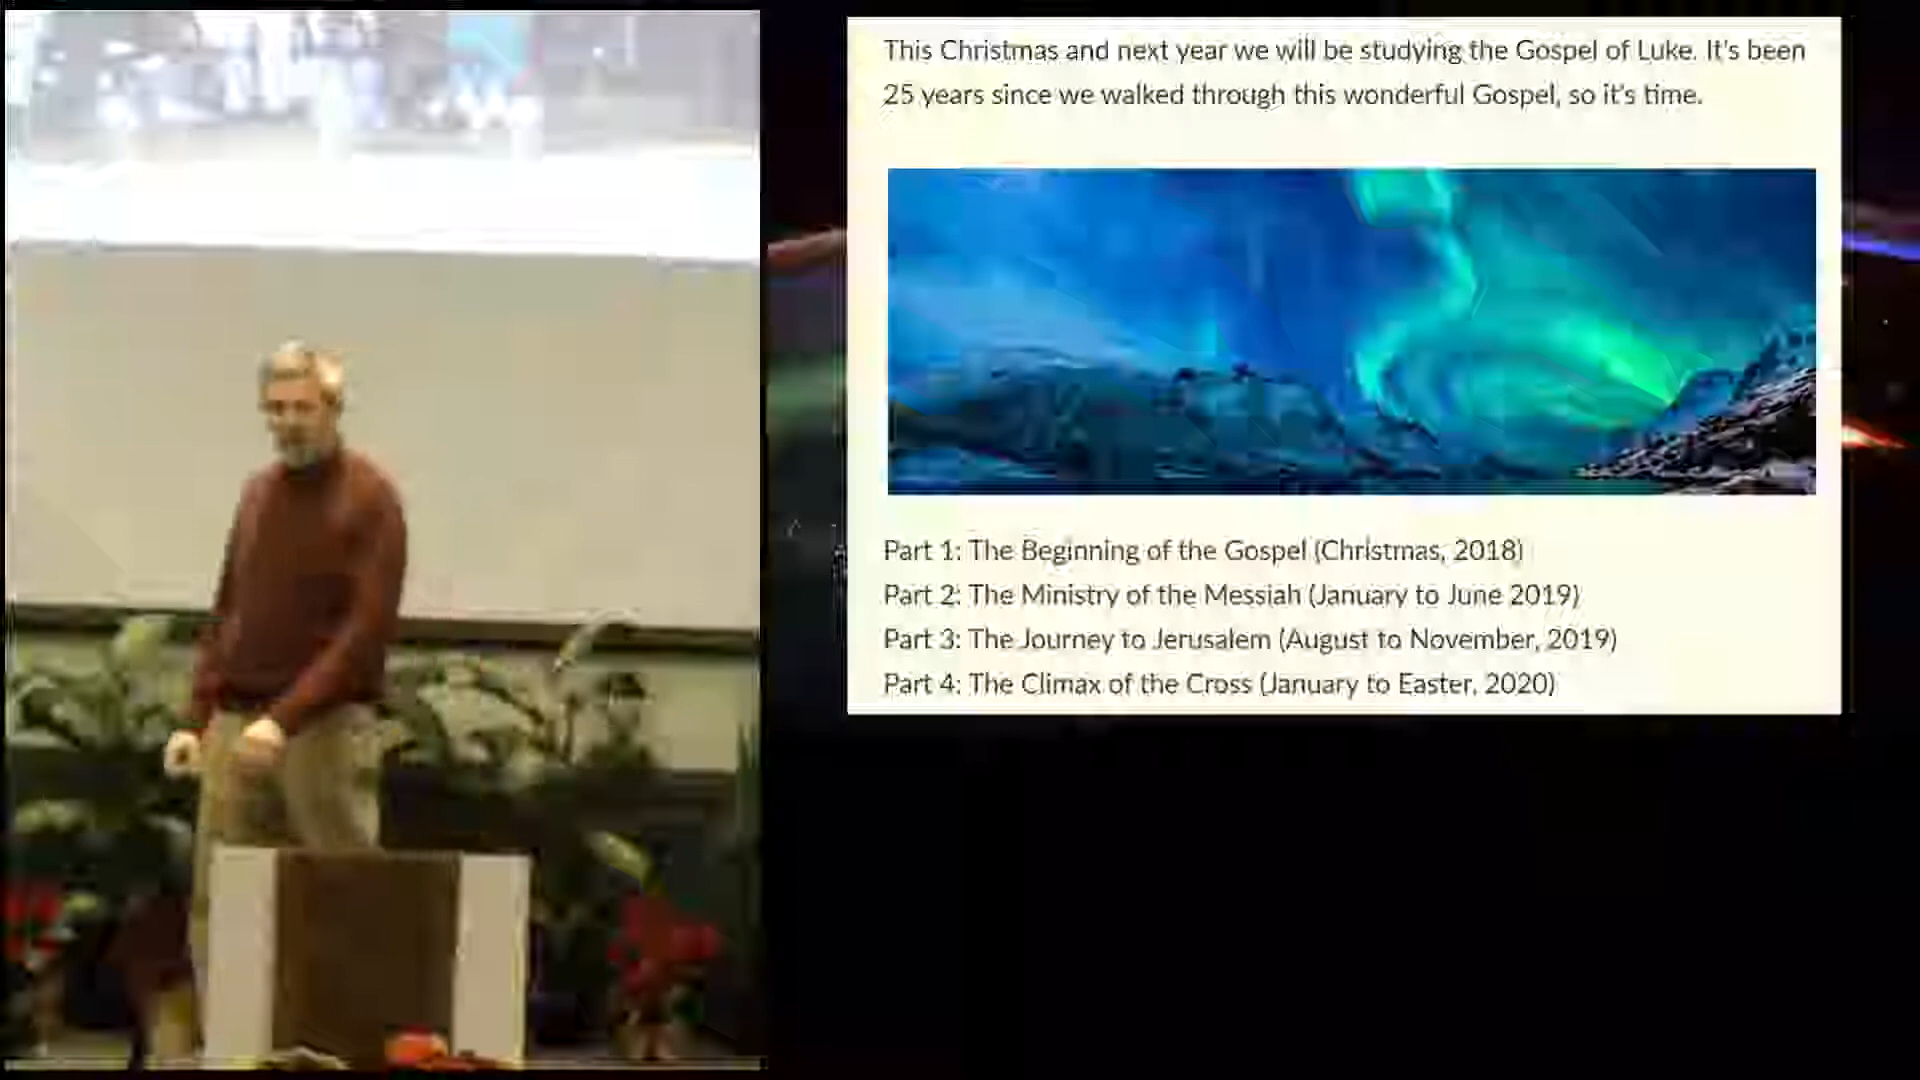 This Christmas and next year we will be studying the Gospel of Luke. It's been
25 years since we walked through this wonderful Gospel, so it's time.
Part 1: The Beginning of the Gospel (Christmas, 2018)
Part 2: The Ministry of the Messiah (January to June 2019)
Part 3: The Journey to Jerusalem (August to November, 2019)
Part 4: The Climax of the Cross (January to Easter, 2020)